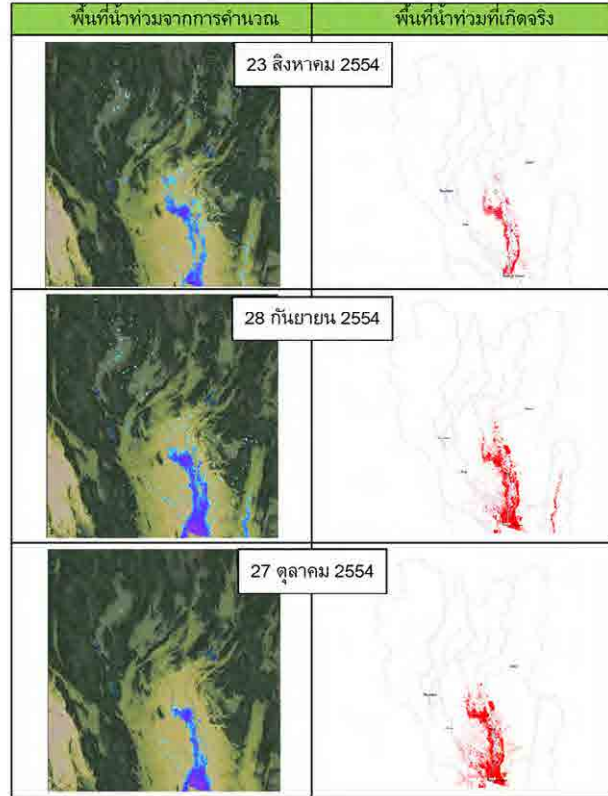 พื้นที่น้ำท่วมจากการคำนวณ
พื้นที่น้ำท่วมที่เกิดจริง
23 สิงหาคม 2554
28 กันยายน 2554
27 ตุลาคม 2554